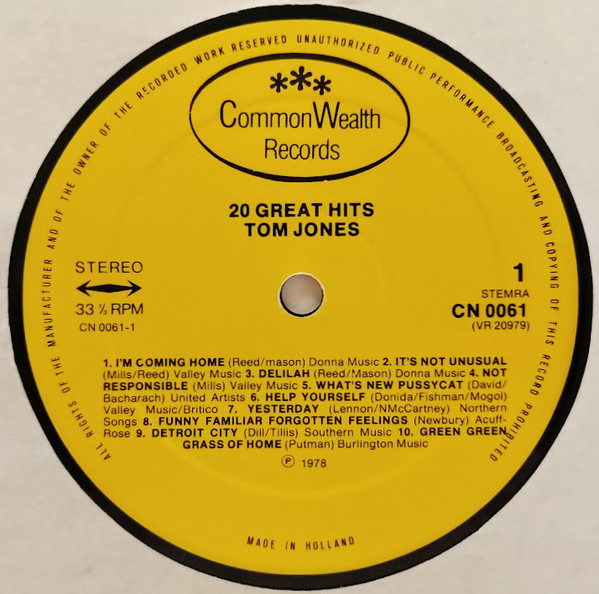 ALL RIGHTS OF THE MANUFACTURER AND OF THE OWNER OF THE RECORDED WORK RESERVED UNAUTHORIZED PUBLIC PERFORMANCE BROADCASTING AND COPYING OF THIS RECORD PROHIBITED
***
CommonWealth
Records
20 GREAT HITS
TOM JONES
STEREO
33 ⅓ RPM
CN 0061-1
1
STEMRA
CN 0061
(VR 20979)
1. I'M COMING HOME (Reed/mason) Donna Music 2. IT'S NOT UNUSUAL
(Mills/Reed) Valley Music 3. DELILAH (Reed/Mason) Donna Music 4. NOT
RESPONSIBLE (Mills) Valley Music 5. WHAT'S NEW PUSSYCAT (David/
Bacharach) United Artists 6. HELP YOURSELF (Donida/Fishman/Mogol)
Valley Music/Britico 7. YESTERDAY (Lennon/NMcCartney) Northern
Songs 8. FUNNY FAMILIAR FORGOTTEN FEELINGS (Newbury) Acuff-
Rose 9. DETROIT CITY (Dill/Tillis) Southern Music 10. GREEN GREEN
GRASS OF HOME (Putman) Burlington Music
℗ 1978
MADE IN HOLLAND